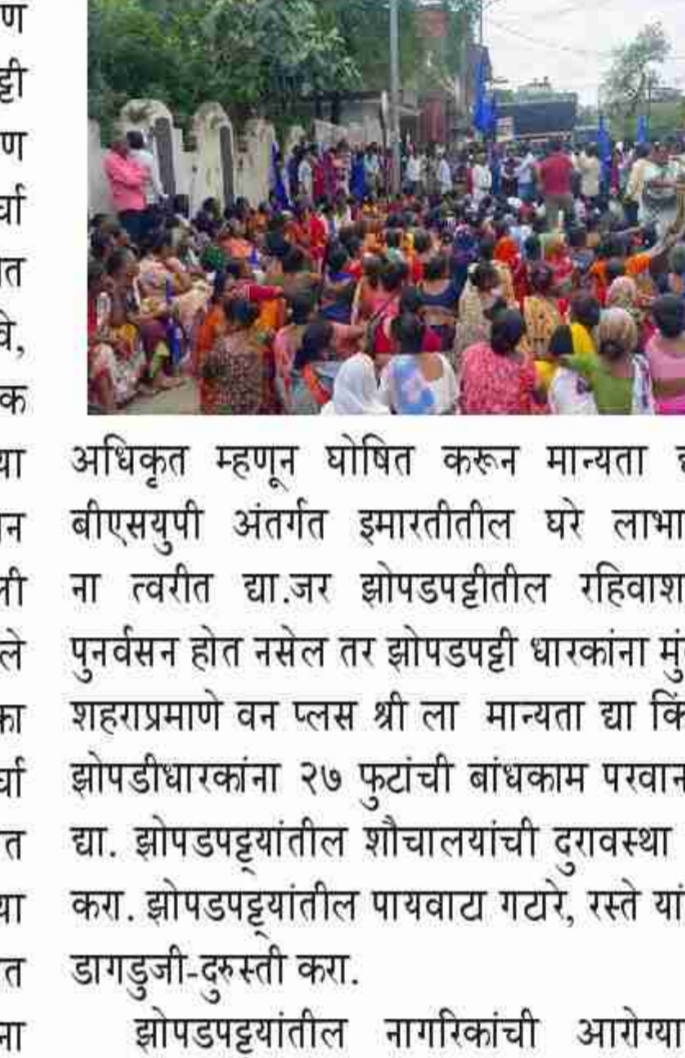 ण
ट्टी
ण
र्चा
त
वे,
क
था
न
ली
ले
का
र्चा
त
या
त
ना
अधिकृत म्हणून घोषित करून मान्यता
बीएसयुपी अंतर्गत इमारतीतील घरे लाभा
ना त्वरीत द्या.जर झोपडपट्टीतील रहिवाश
पुनर्वसन होत नसेल तर झोपडपट्टी धारकांना
शहराप्रमाणे वन प्लस श्री ला मान्यता द्या
झोपडीधारकांना २७ फुटांची बांधकाम परवान
द्या. झोपडपट्ट्यांतील शौचालयांची दुरावस्था
करा. झोपडपट्ट्यांतील पायवाटा गटारे, रस्ते यां
डागडुजी-दुरुस्ती करा.
झोपडपट्टयांतील नागरिकांची आरोग्या